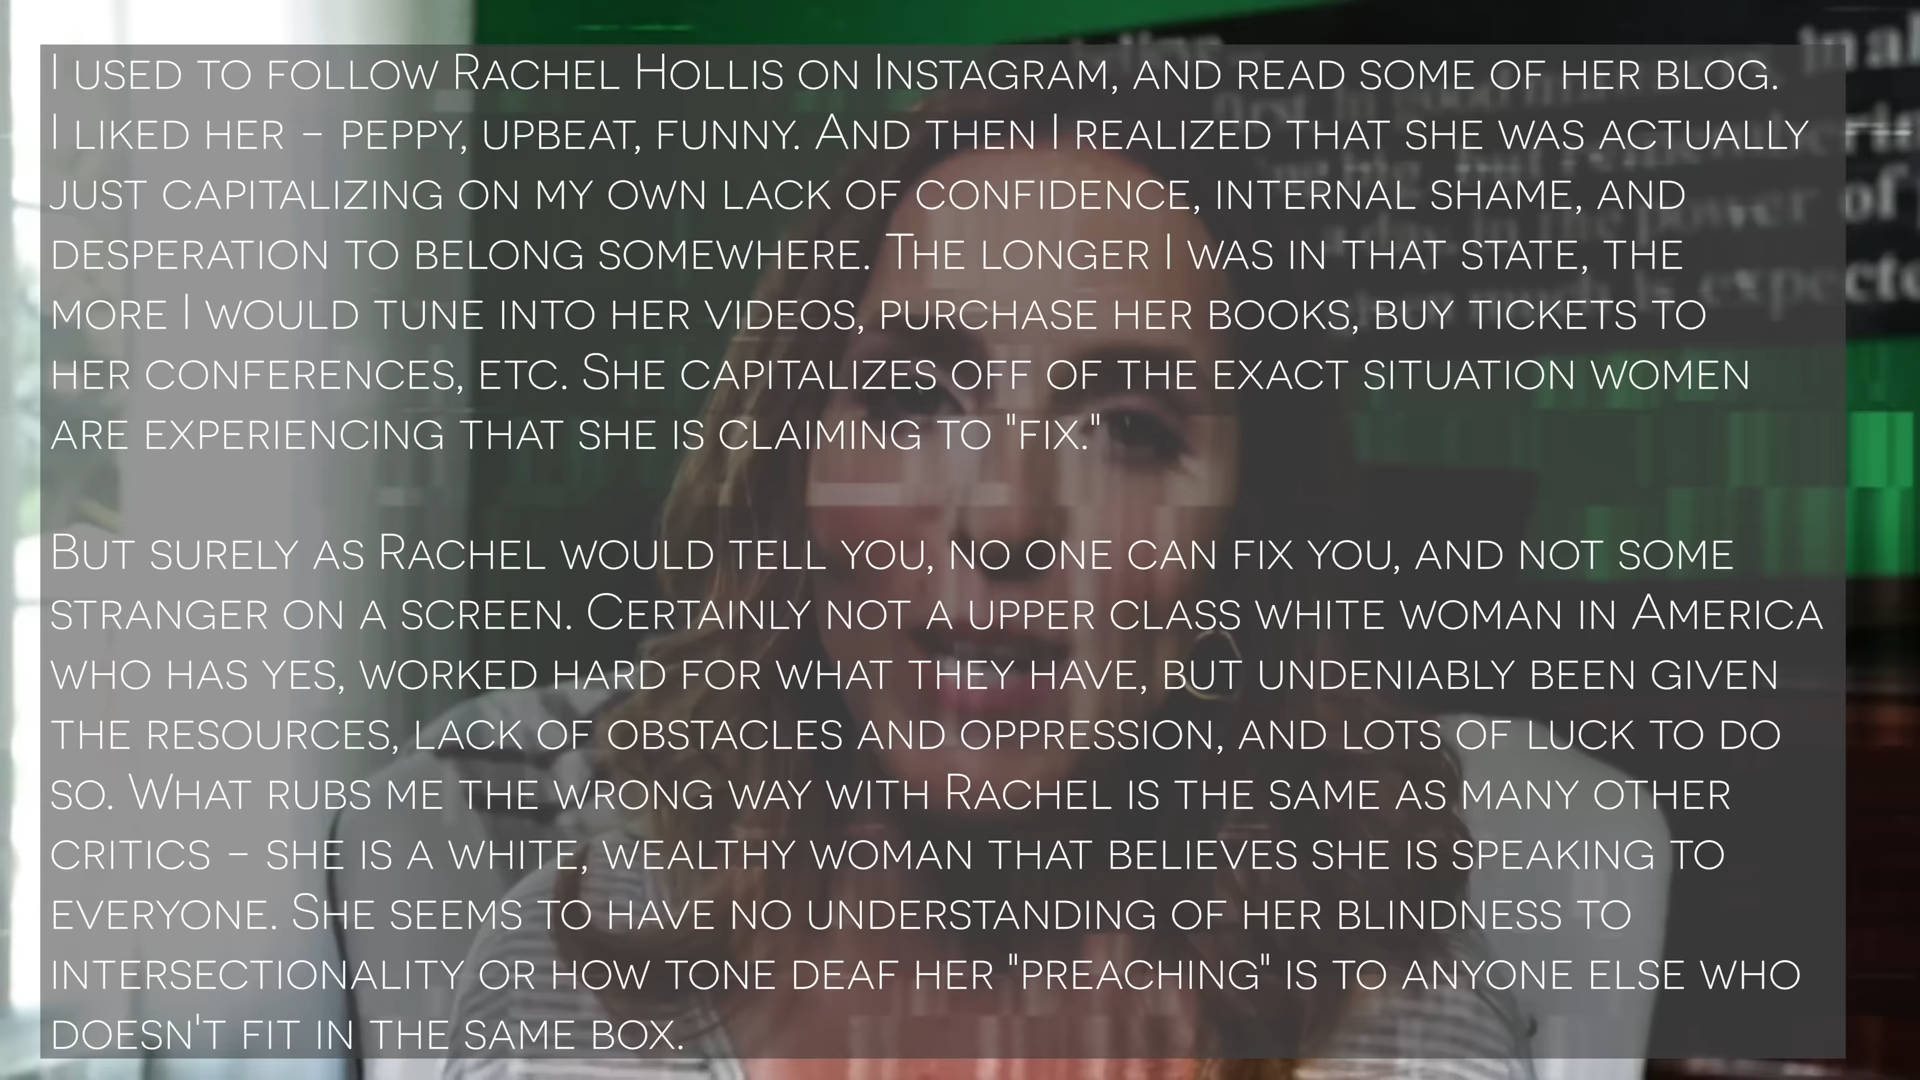 I used to follow Rachel Hollis on Instagram, and read some of her blog.
I liked her – peppy, upbeat, funny. And then I realized that she was actually
just capitalizing on my own lack of confidence, internal shame, and
desperation to belong somewhere. The longer I was in that state, the
more I would tune into her videos, purchase her books, buy tickets to
her conferences, etc. She capitalizes off of the exact situation women
are experiencing that she is claiming to "fix."
But surely as Rachel would tell you, no one can fix you, and not some
stranger on a screen. Certainly not a upper class white woman in America
who has yes, worked hard for what they have, but undeniably been given
the resources, lack of obstacles and oppression, and lots of luck to do
so. What rubs me the wrong way with Rachel is the same as many other
critics – she is a white, wealthy woman that believes she is speaking to
everyone. She seems to have no understanding of her blindness to
intersectionality or how tone deaf her "preaching" is to anyone else who
doesn't fit in the same box.
power of